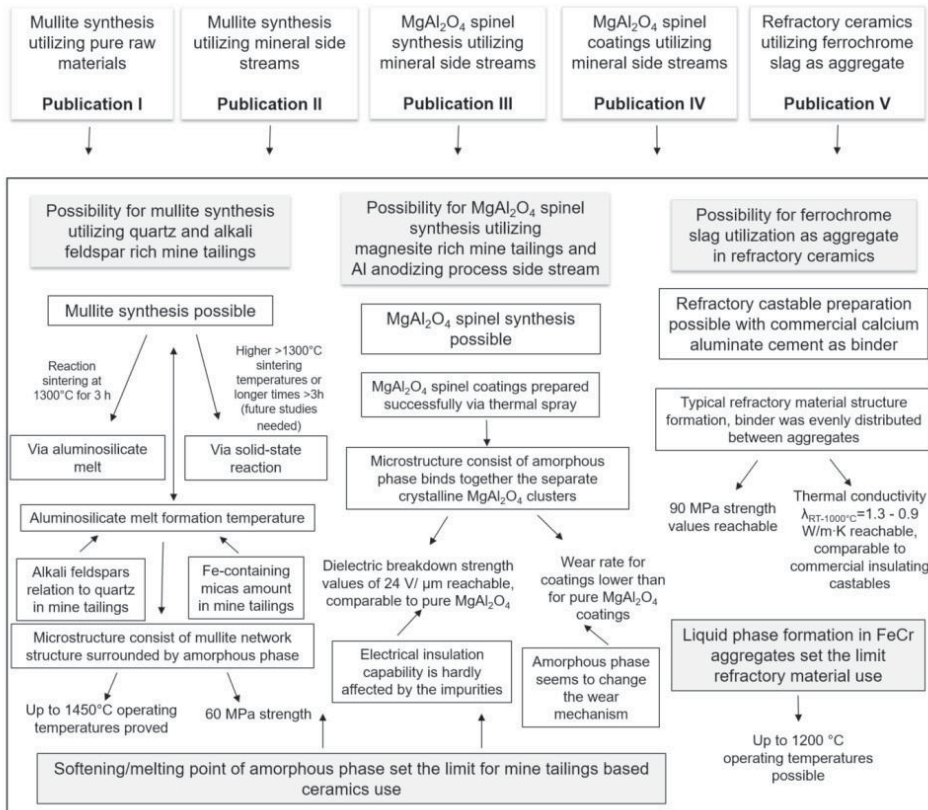 Mullite synthesis
utilizing pure raw
materials
Publication I
Mullite synthesis
utilizing mineral side
streams
Publication II
MgAl₂O₄ spinel
synthesis utilizing
mineral side streams
Publication III
MgAl₂O₄ spinel
coatings utilizing
mineral side streams
Publication IV
Refractory ceramics
utilizing ferrochrome
slag as aggregate
Publication V
Possibility for mullite synthesis
utilizing quartz and alkali
feldspar rich mine tailings
Mullite synthesis possible
Reaction
sintering at
1300°C for 3 h
Higher >1300°C
sintering
temperatures or
longer times >3h
(future studies
needed)
Via aluminosilicate
melt
Via solid-state
reaction
Aluminosilicate melt formation temperature
Alkali feldspars
relation to quartz
in mine tailings
Fe-containing
micas amount
in mine tailings
Microstructure consist of mullite network
structure surrounded by amorphous phase
Up to 1450°C operating
temperatures proved
60 MPa strength
Possibility for MgAl₂O₄ spinel
synthesis utilizing
magnesite rich mine tailings and
Al anodizing process side stream
MgAl₂O₄ spinel synthesis
possible
MgAl₂O₄ spinel coatings prepared
successfully via thermal spray
Microstructure consist of amorphous
phase binds together the separate
crystalline MgAl₂O₄ clusters
Dielectric breakdown strength
values of 24 V/ μm reachable,
comparable to pure MgAl₂O₄
Wear rate for
coatings lower than
for pure MgAl₂O₄
coatings
Electrical insulation
capability is hardly
affected by the impurities
Amorphous phase
seems to change
the wear
mechanism
Softening/melting point of amorphous phase set the limit for mine tailings based
ceramics use
Possibility for ferrochrome
slag utilization as aggregate
in refractory ceramics
Refractory castable preparation
possible with commercial calcium
aluminate cement as binder
Typical refractory material structure
formation, binder was evenly distributed
between aggregates
90 MPa strength
values reachable
Thermal conductivity
λRT-1000°C=1.3 - 0.9
W/m·K reachable,
comparable to
commercial insulating
castables
Liquid phase formation in FeCr
aggregates set the limit
refractory material use
Up to 1200 °C
operating temperatures
possible